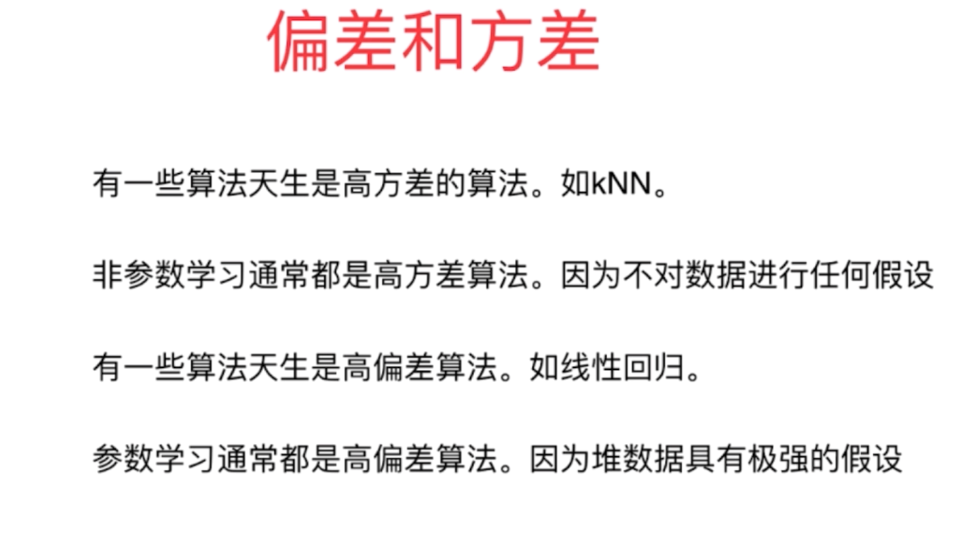 偏差和方差
有一些算法天生是高方差的算法。如kNN。
非参数学习通常都是高方差算法。因为不对数据进行任何假设
有一些算法天生是高偏差算法。如线性回归。
参数学习通常都是高偏差算法。因为堆数据具有极强的假设